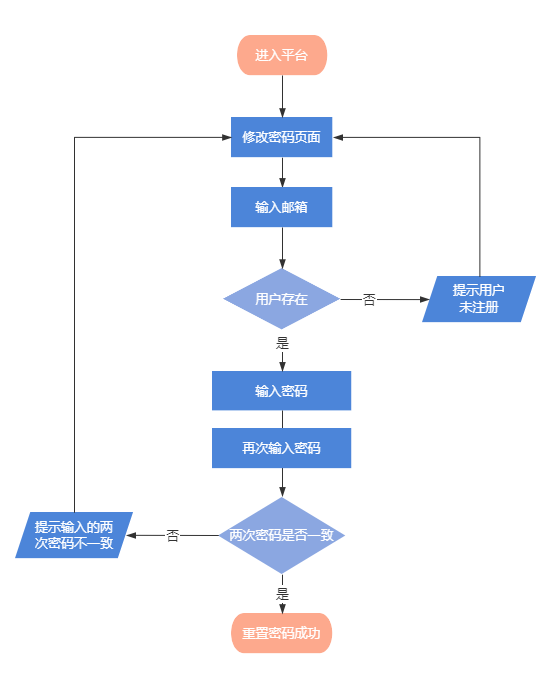 进入平台
修改密码页面
输入邮箱
用户存在
否
提示用户
未注册
是
输入密码
再次输入密码
两次密码是否一致
否
提示输入的两
次密码不一致
是
重置密码成功